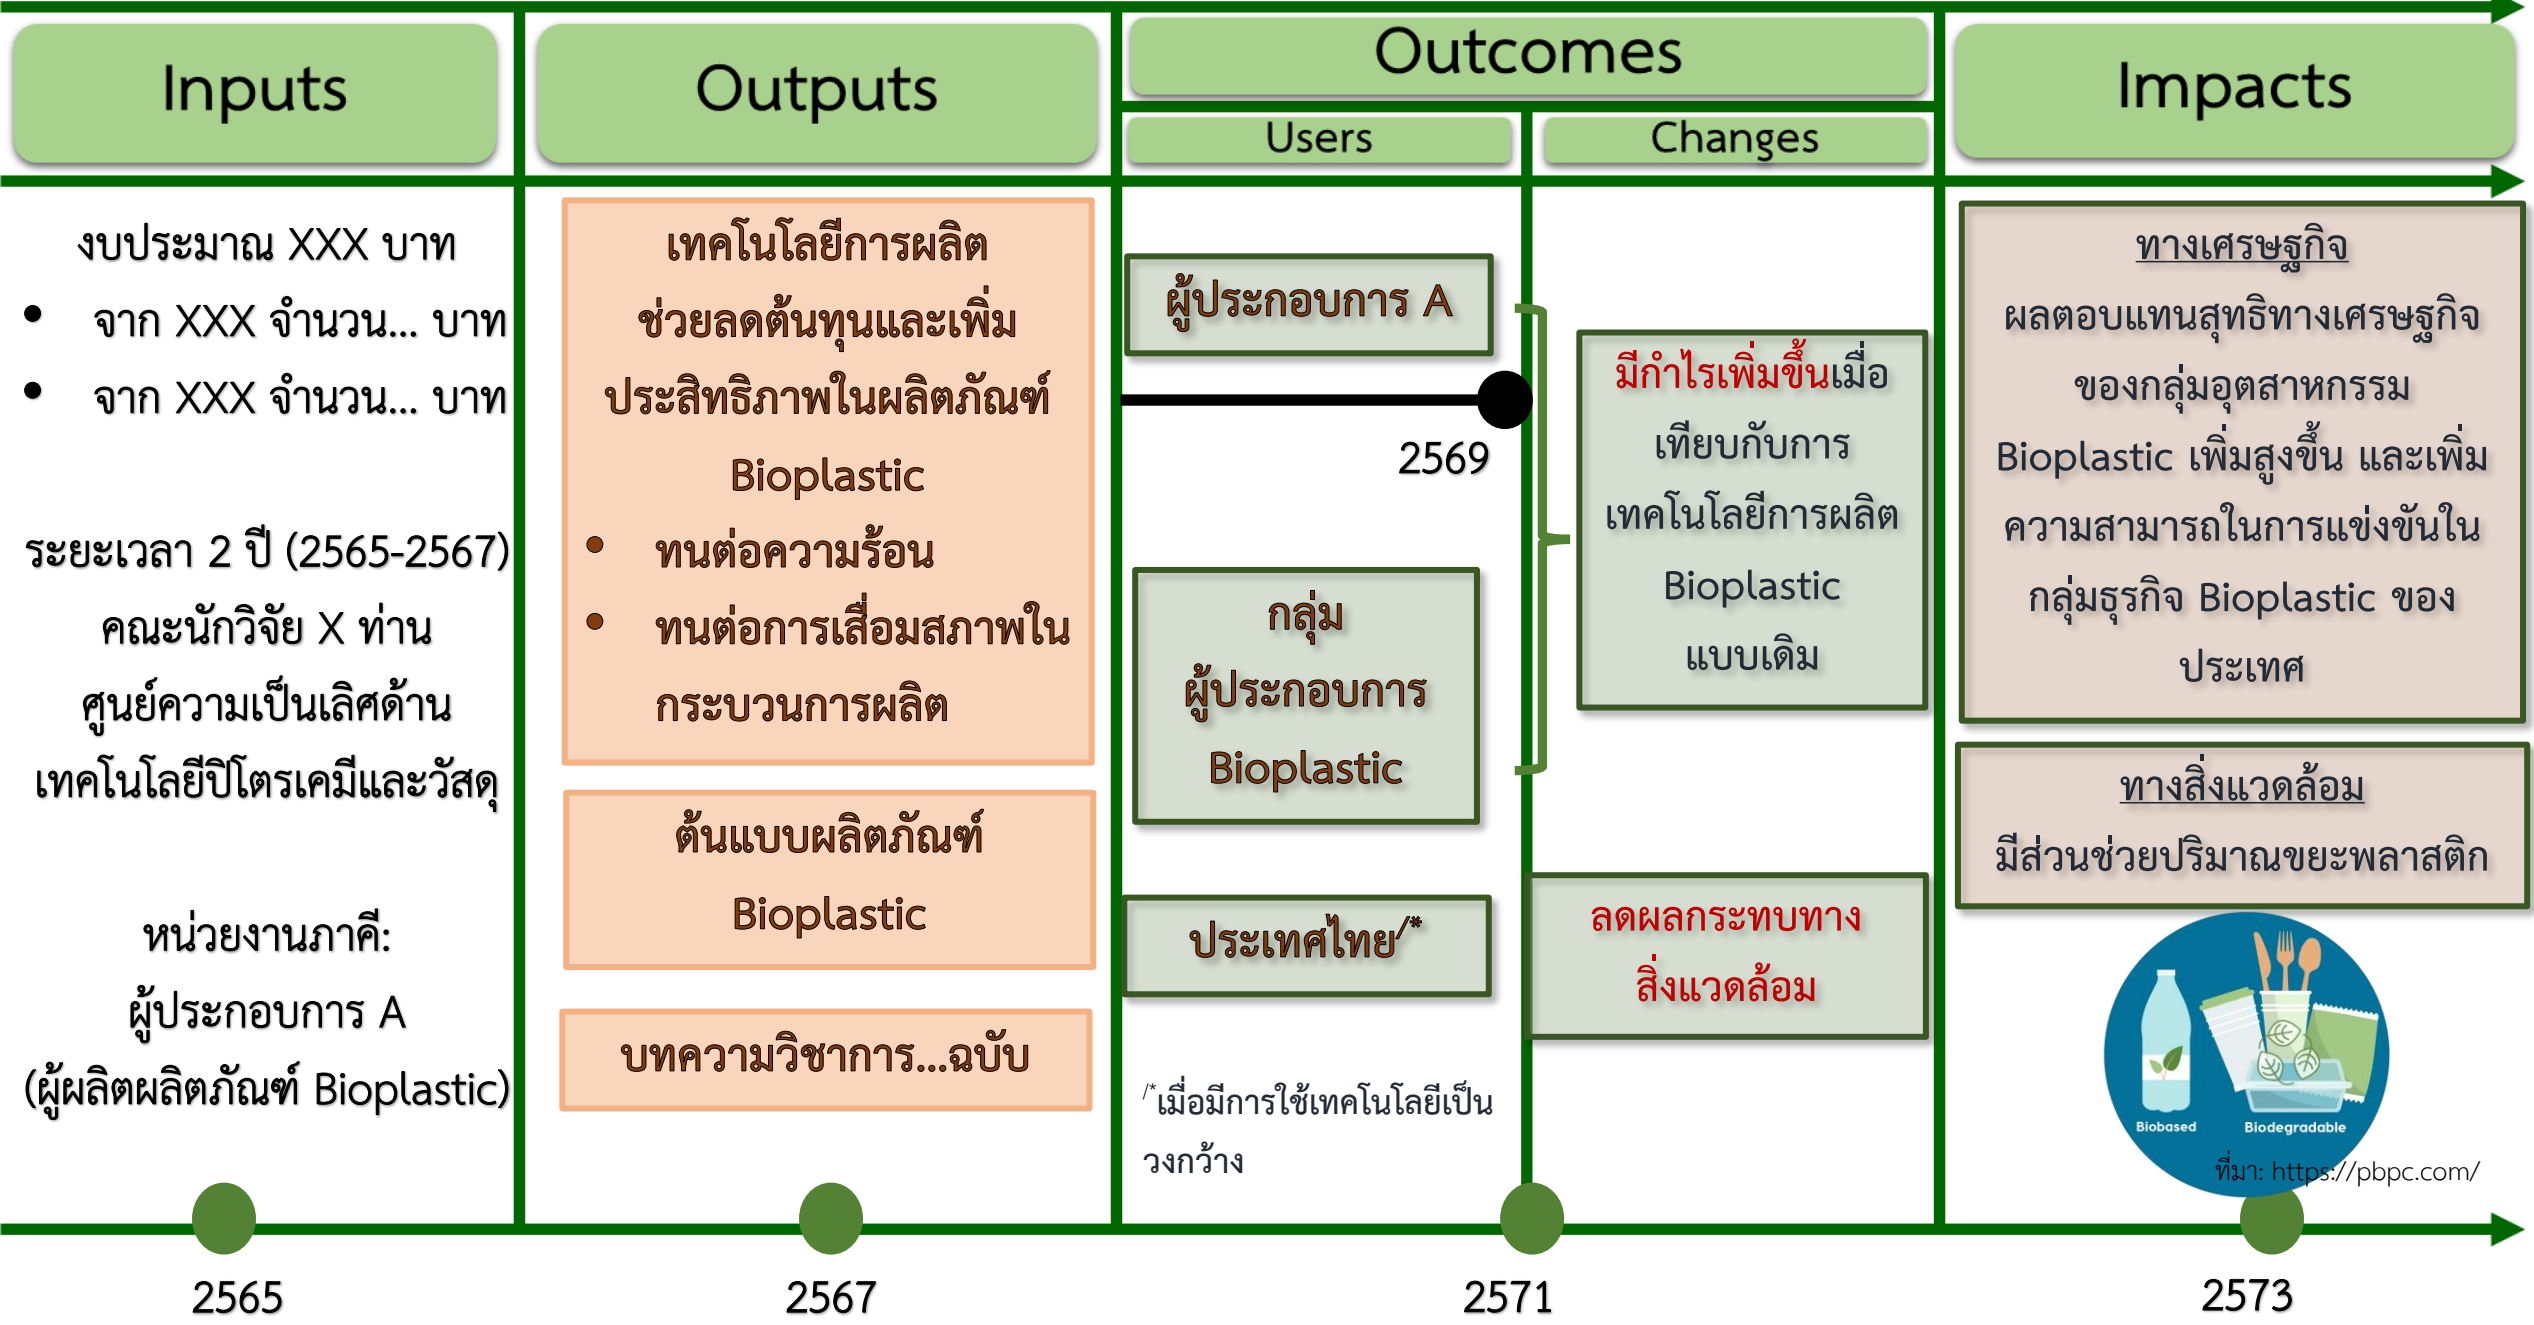 Inputs
Outputs
Outcomes
Users
Changes
Impacts
งบประมาณ XXX บาท
• จาก XXX จำนวน... บาท
• จาก XXX จำนวน... บาท
ระยะเวลา 2 ปี (2565-2567)
คณะนักวิจัย X ท่าน
ศูนย์ความเป็นเลิศด้าน
เทคโนโลยีปิโตรเคมีและวัสดุ
หน่วยงานภาคี:
ผู้ประกอบการ A
(ผู้ผลิตผลิตภัณฑ์ Bioplastic)
เทคโนโลยีการผลิต
ช่วยลดต้นทุนและเพิ่ม
ประสิทธิภาพในผลิตภัณฑ์
Bioplastic
• ทนต่อความร้อน
• ทนต่อการเสื่อมสภาพใน
กระบวนการผลิต
ต้นแบบผลิตภัณฑ์
Bioplastic
บทความวิชาการ...ฉบับ
ผู้ประกอบการ A
2569
กลุ่ม
ผู้ประกอบการ
Bioplastic
ประเทศไทย/*
/*เมื่อมีการใช้เทคโนโลยีเป็น
วงกว้าง
มีกำไรเพิ่มขึ้นเมื่อ
เทียบกับการ
เทคโนโลยีการผลิต
Bioplastic
แบบเดิม
ลดผลกระทบทาง
สิ่งแวดล้อม
ทางเศรษฐกิจ
ผลตอบแทนสุทธิทางเศรษฐกิจ
ของกลุ่มอุตสาหกรรม
Bioplastic เพิ่มสูงขึ้น และเพิ่ม
ความสามารถในการแข่งขันใน
กลุ่มธุรกิจ Bioplastic ของ
ประเทศ
ทางสิ่งแวดล้อม
มีส่วนช่วยปริมาณขยะพลาสติก
Biobased
Biodegradable
ที่มา: https://pbpc.com/
2565
2567
2571
2573